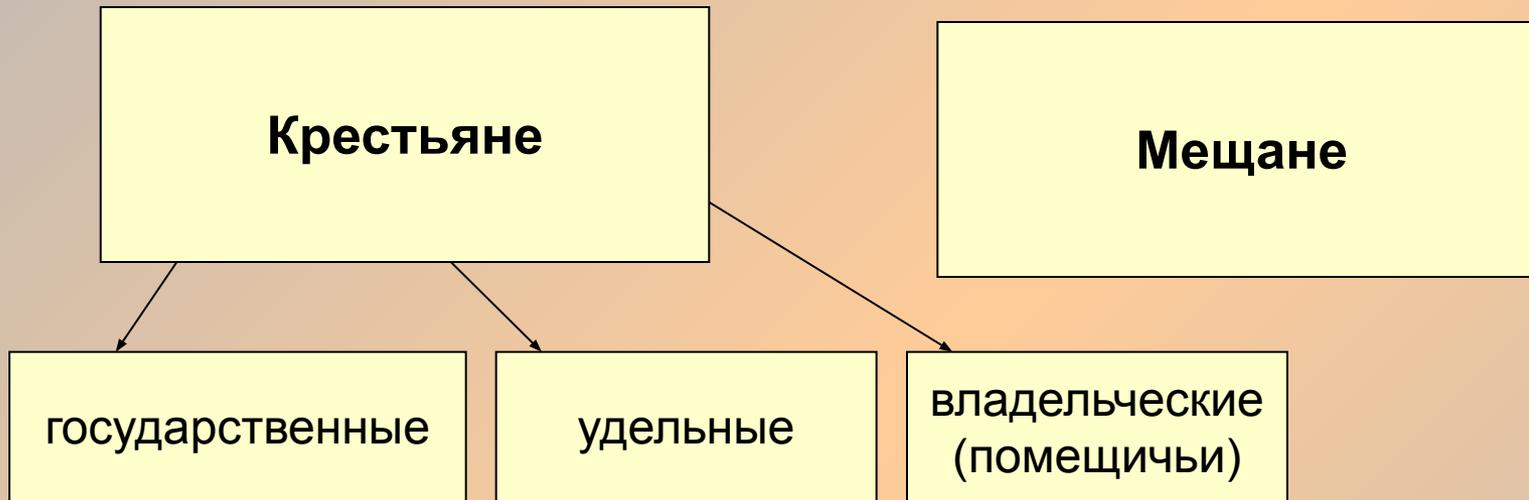 Крестьяне
Мещане
государственные
удельные
владельческие
(помещичьи)